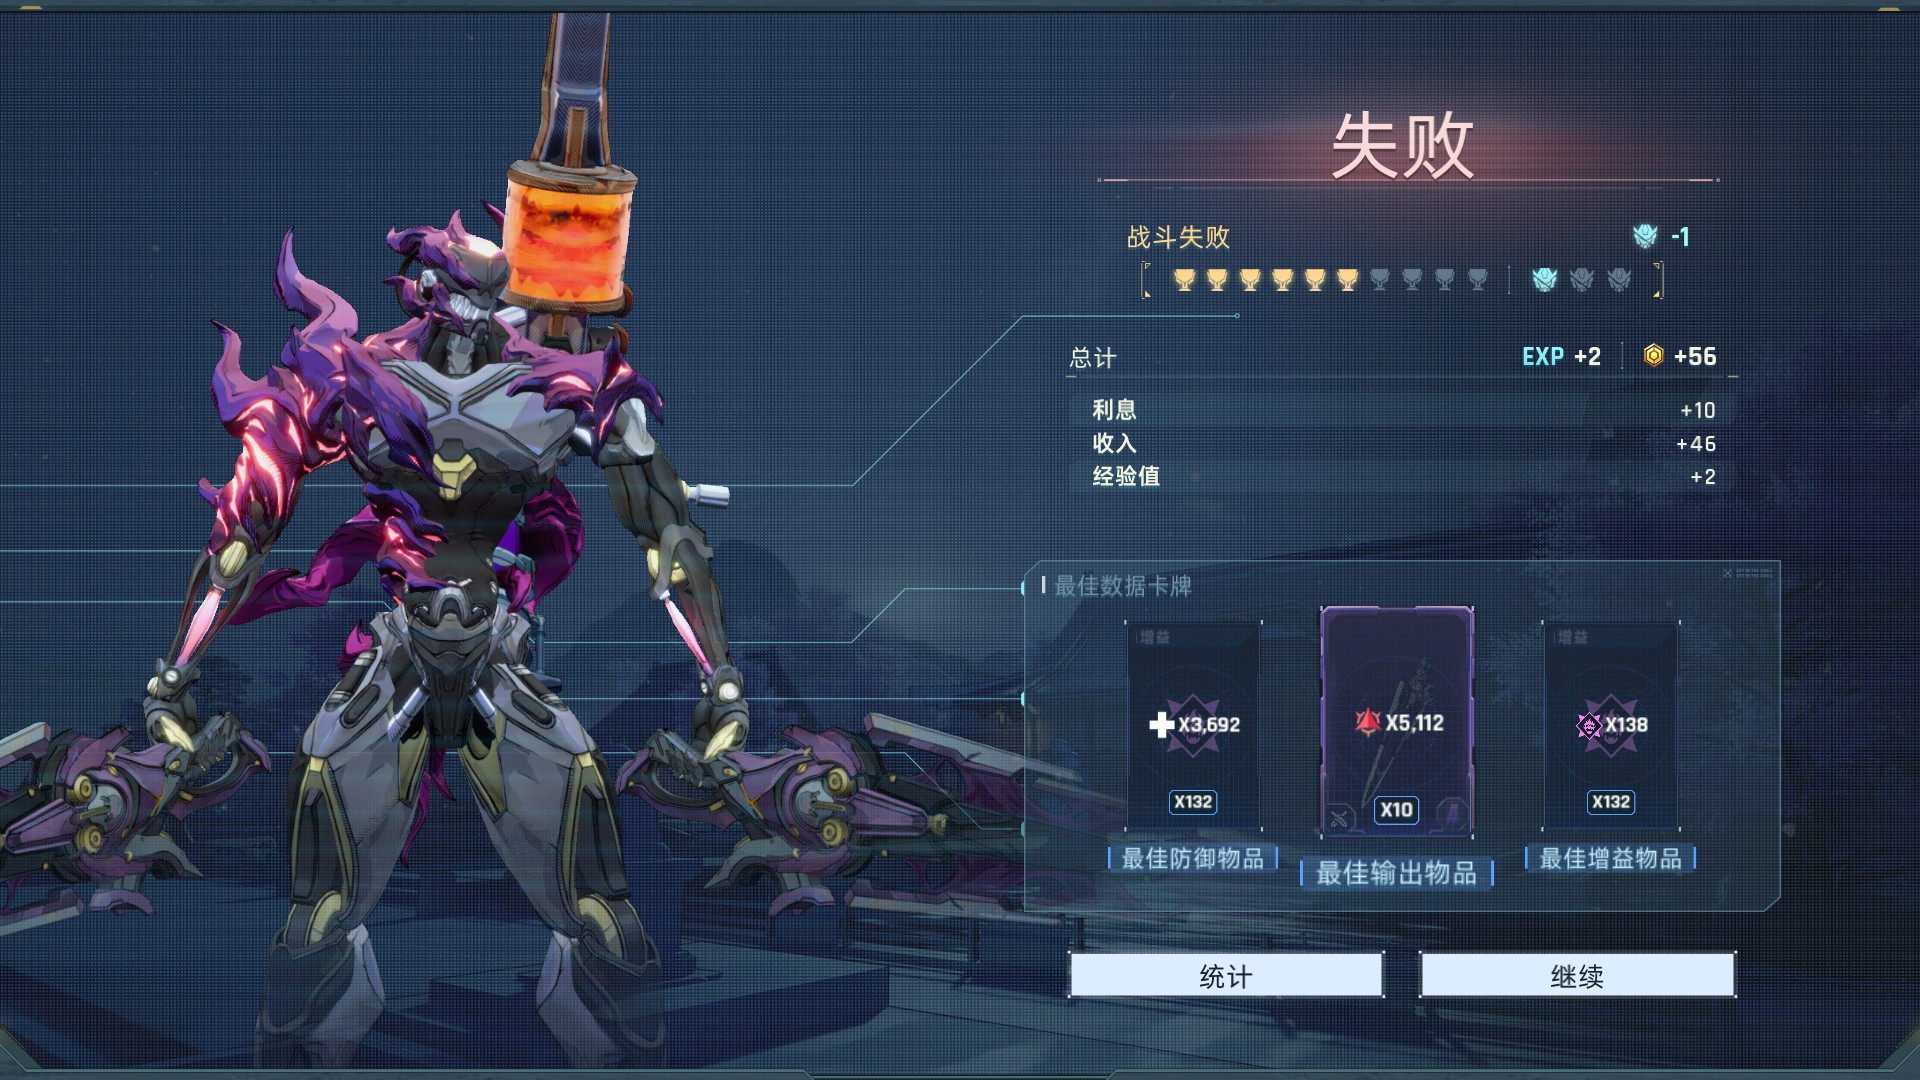 失败
战斗失败 -1
总计 EXP +2 +56
利息 +10
收入 +46
经验值 +2
最佳数据卡牌
增益 增益
X3,692 X5,112 X138
X132 X10 X132
最佳防御物品 最佳输出物品 最佳增益物品
统计 继续